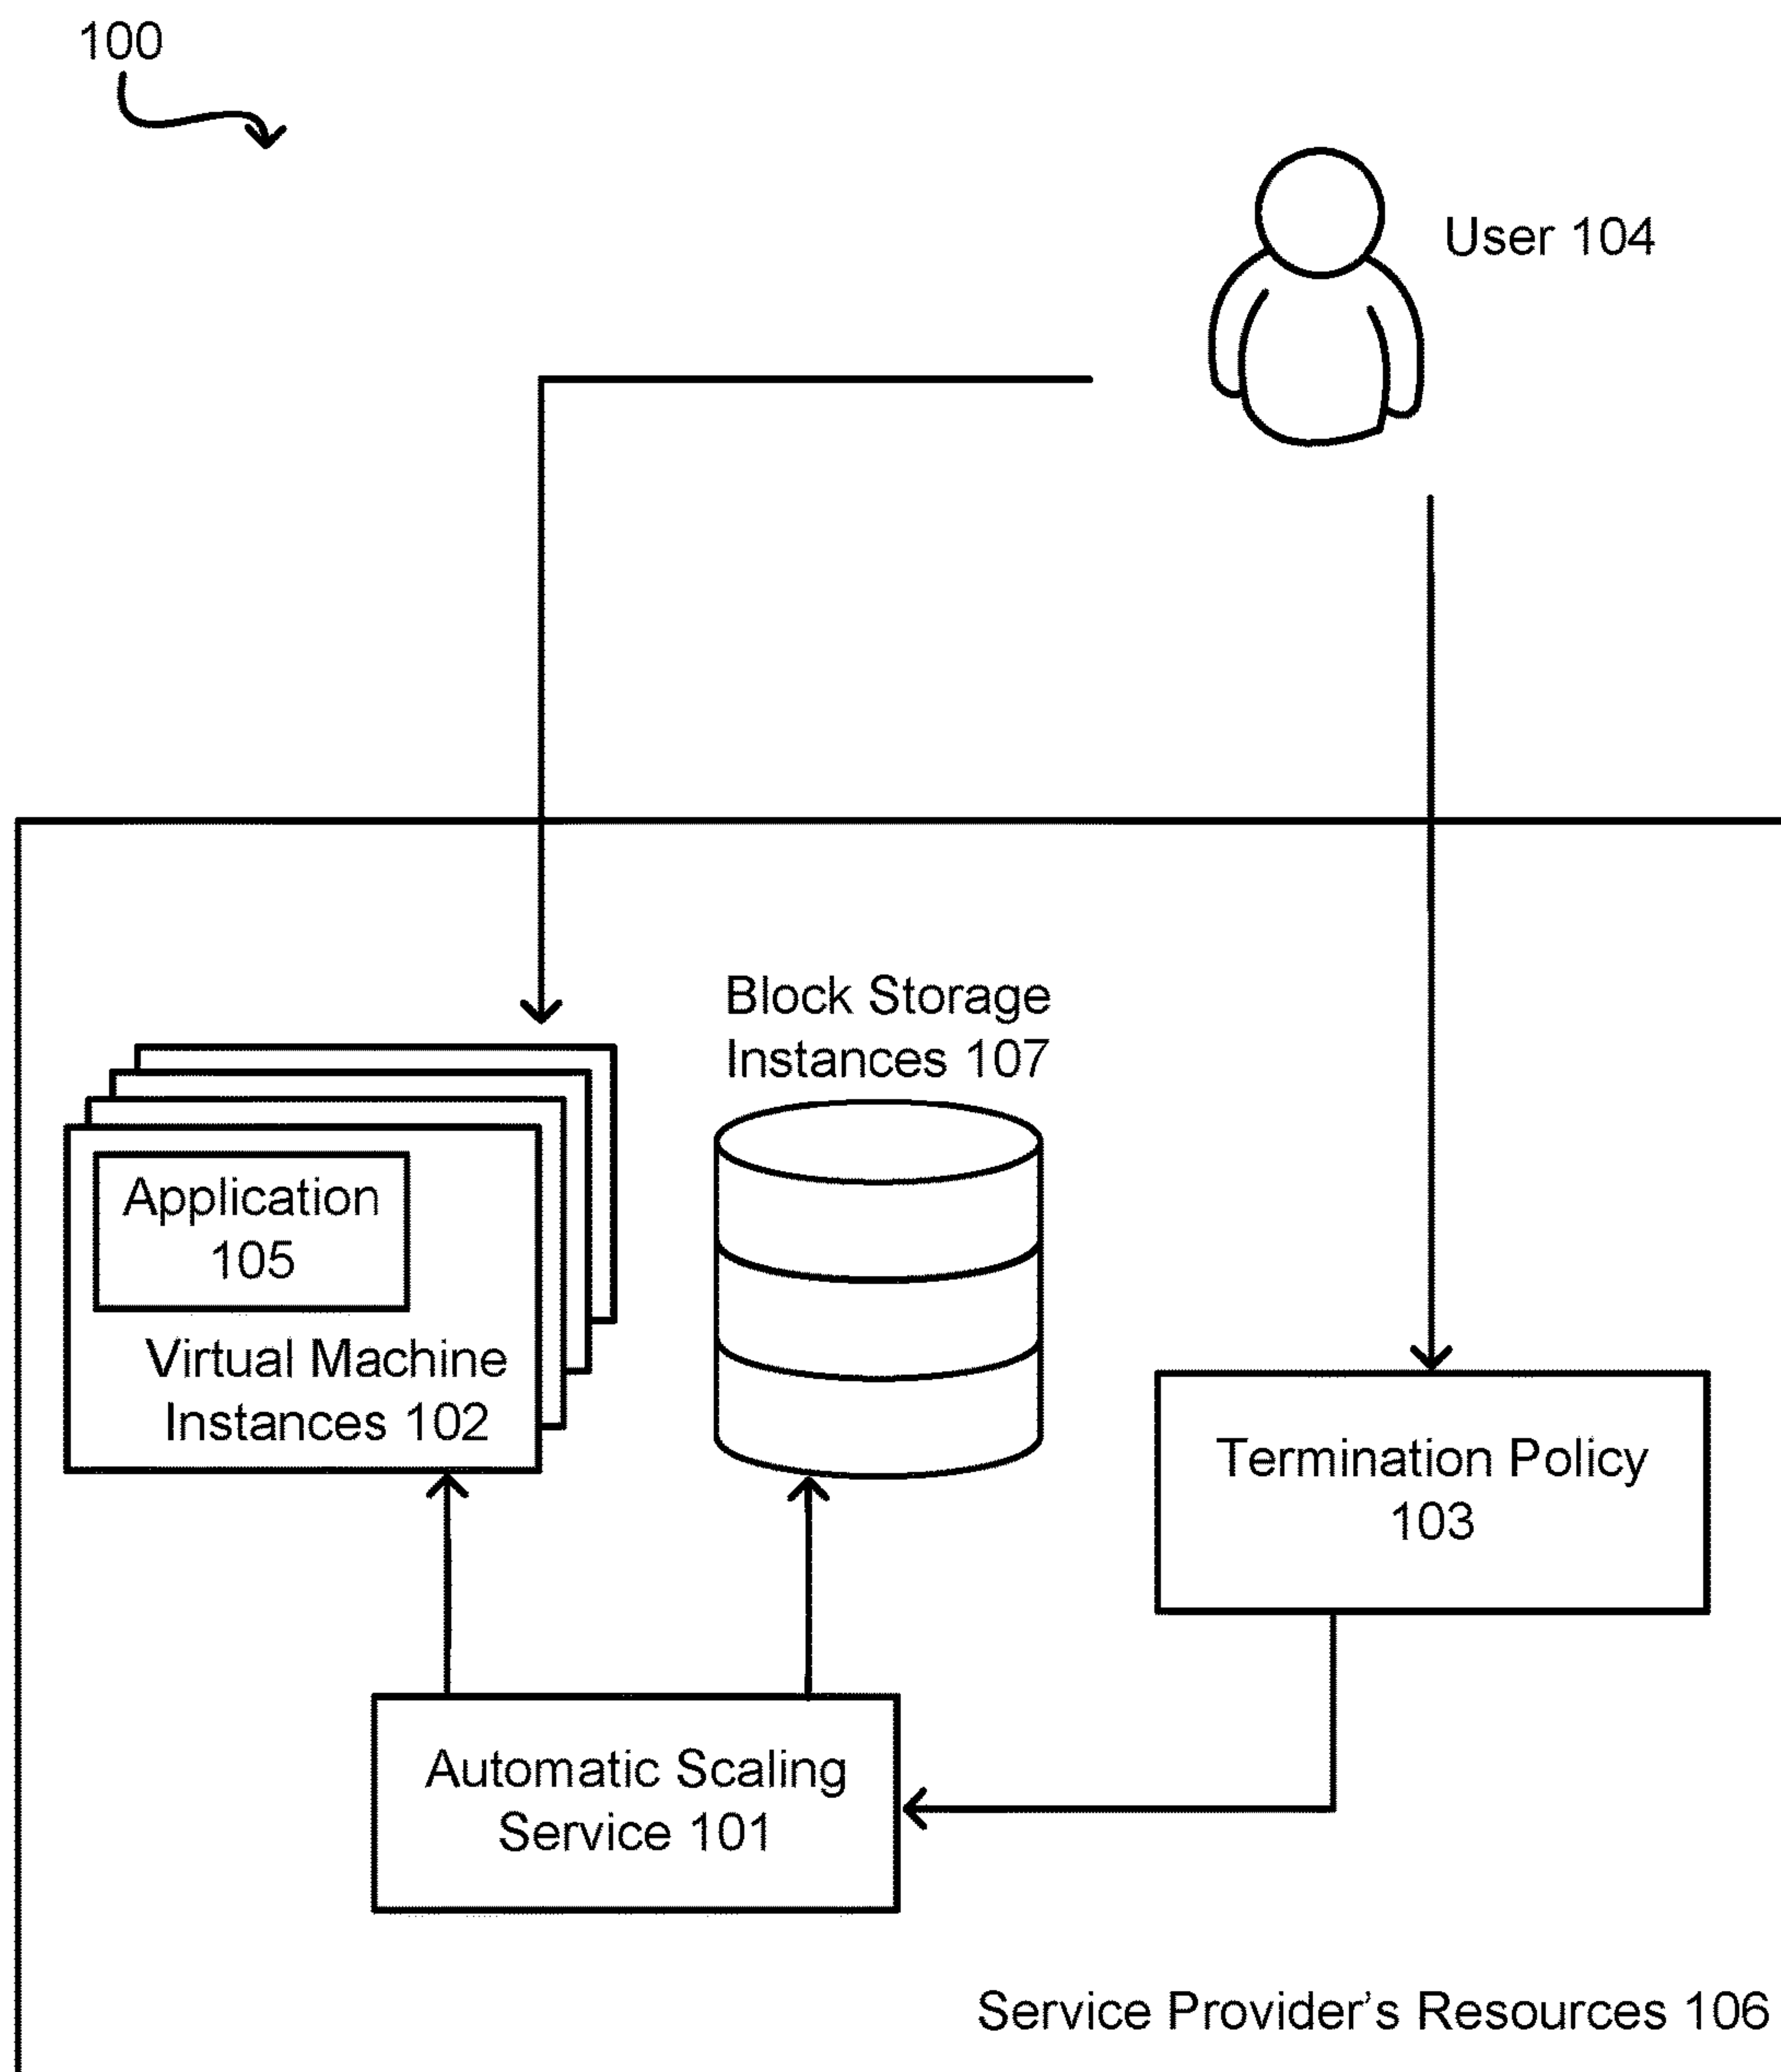 100
User 104
Block Storage
Instances 107
Application
105
Virtual Machine
Instances 102
Termination Policy
103
Automatic Scaling
Service 101
Service Provider's Resources 106